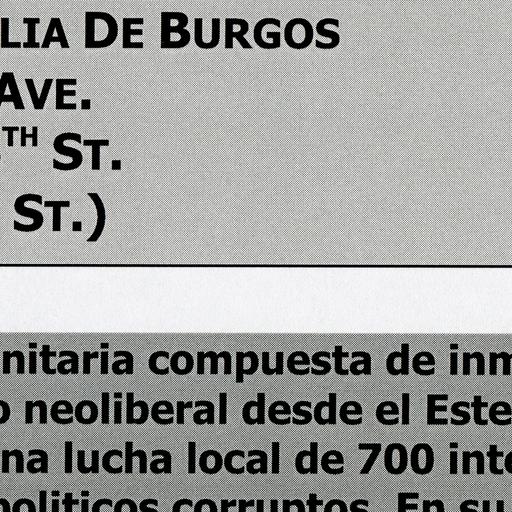 LIA DE BURGOS
AVE.
TH ST.
ST.)
nitaria compuesta de inm
o neoliberal desde el Este
na lucha local de 700 inte
politicos corruptos. En su